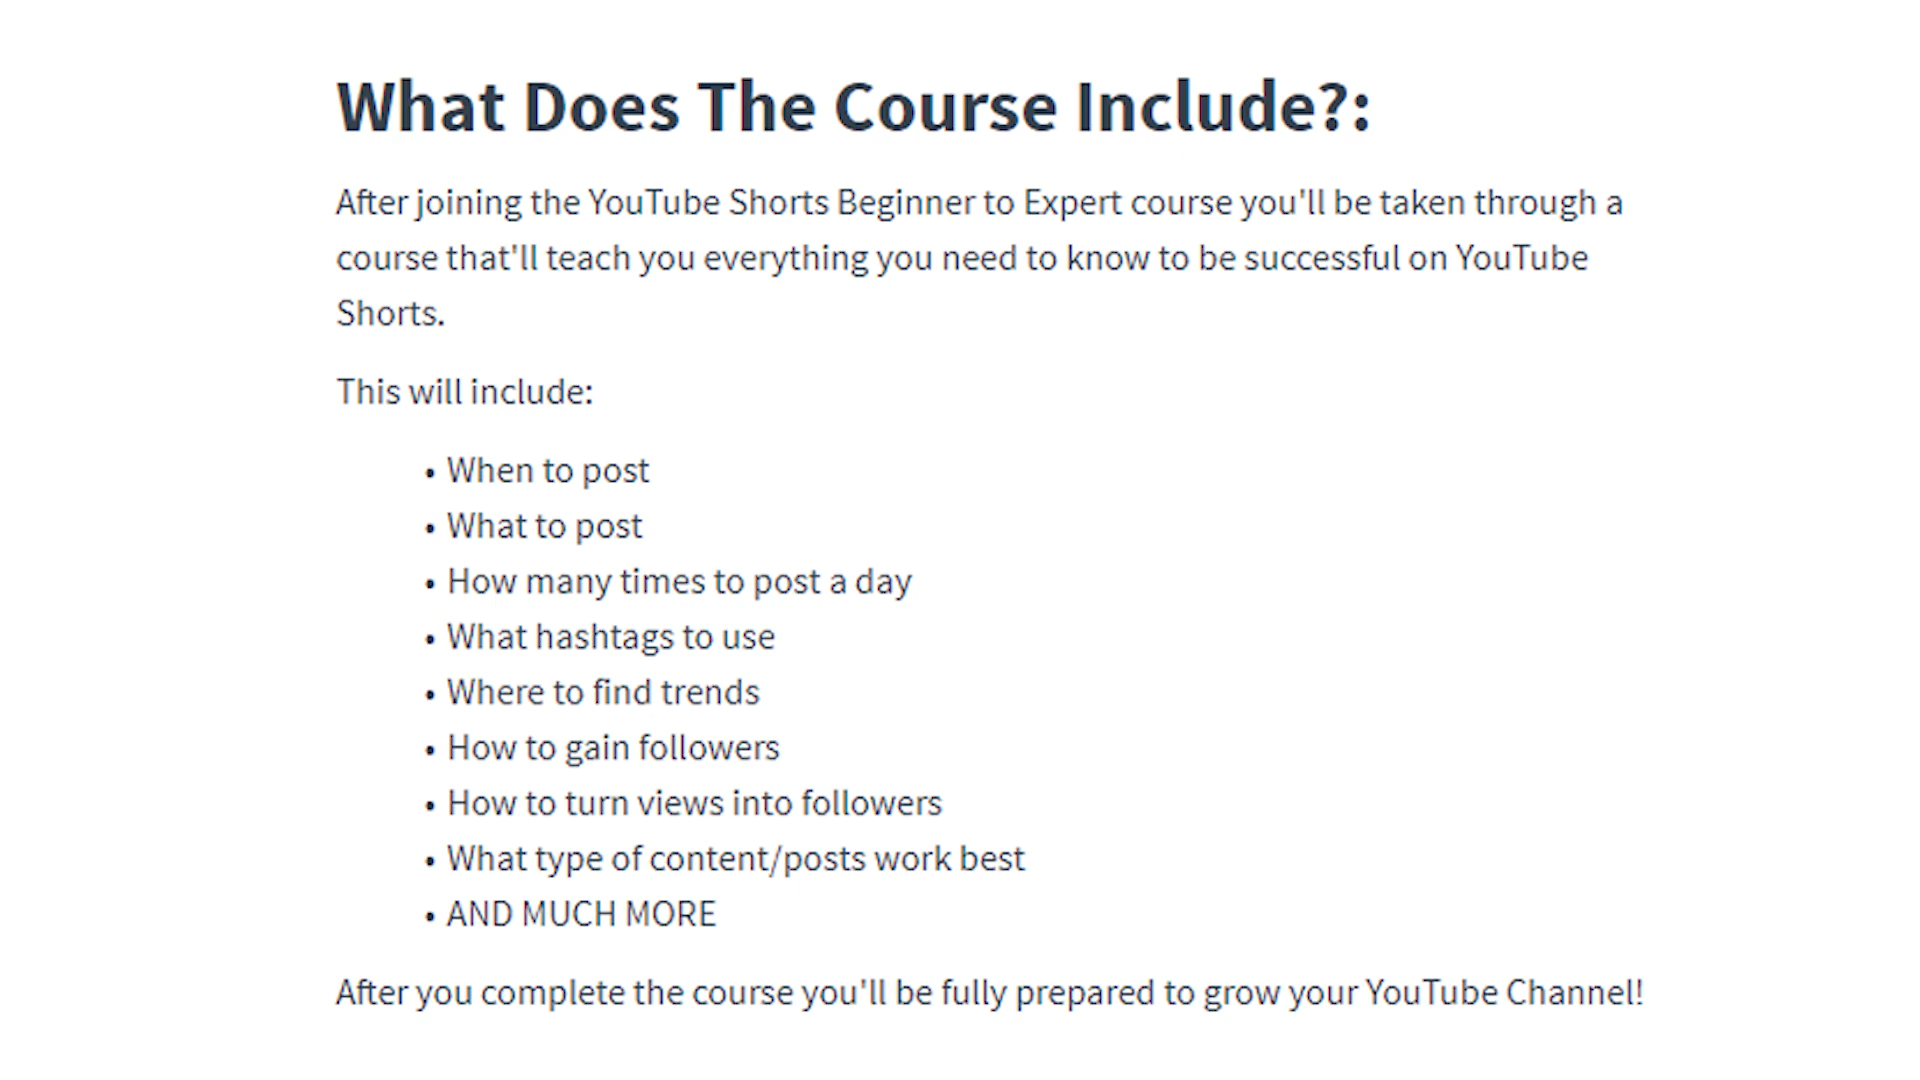 What Does The Course Include?:
After joining the YouTube Shorts Beginner to Expert course you'll be taken through a
course that'll teach you everything you need to know to be successful on YouTube
Shorts.
This will include:
• When to post
• What to post
• How many times to post a day
• What hashtags to use
• Where to find trends
• How to gain followers
• How to turn views into followers
• What type of content/posts work best
• AND MUCH MORE
After you complete the course you'll be fully prepared to grow your YouTube Channel!